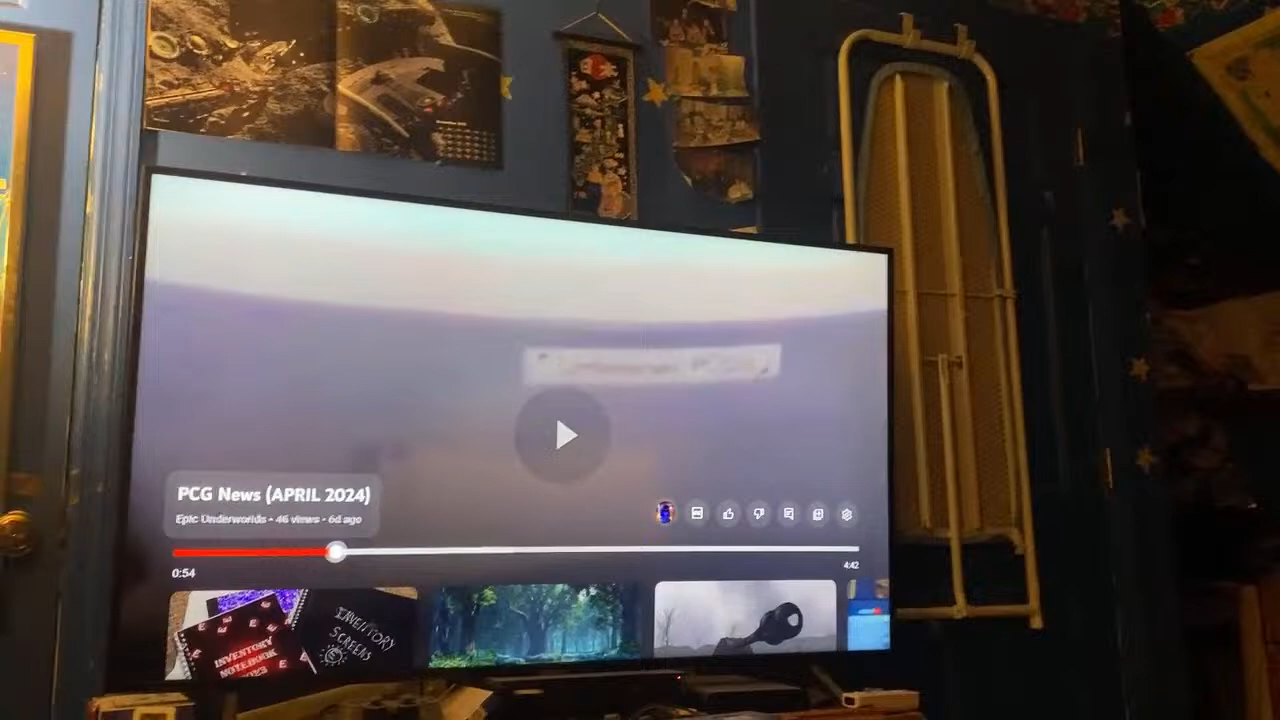 PCG News (APRIL 2024)
Epic Underworlds • 46 views • 6d ago
0:54
4:42
INVENTORY
NOTEBOOK
INVENTORY
SCREENS